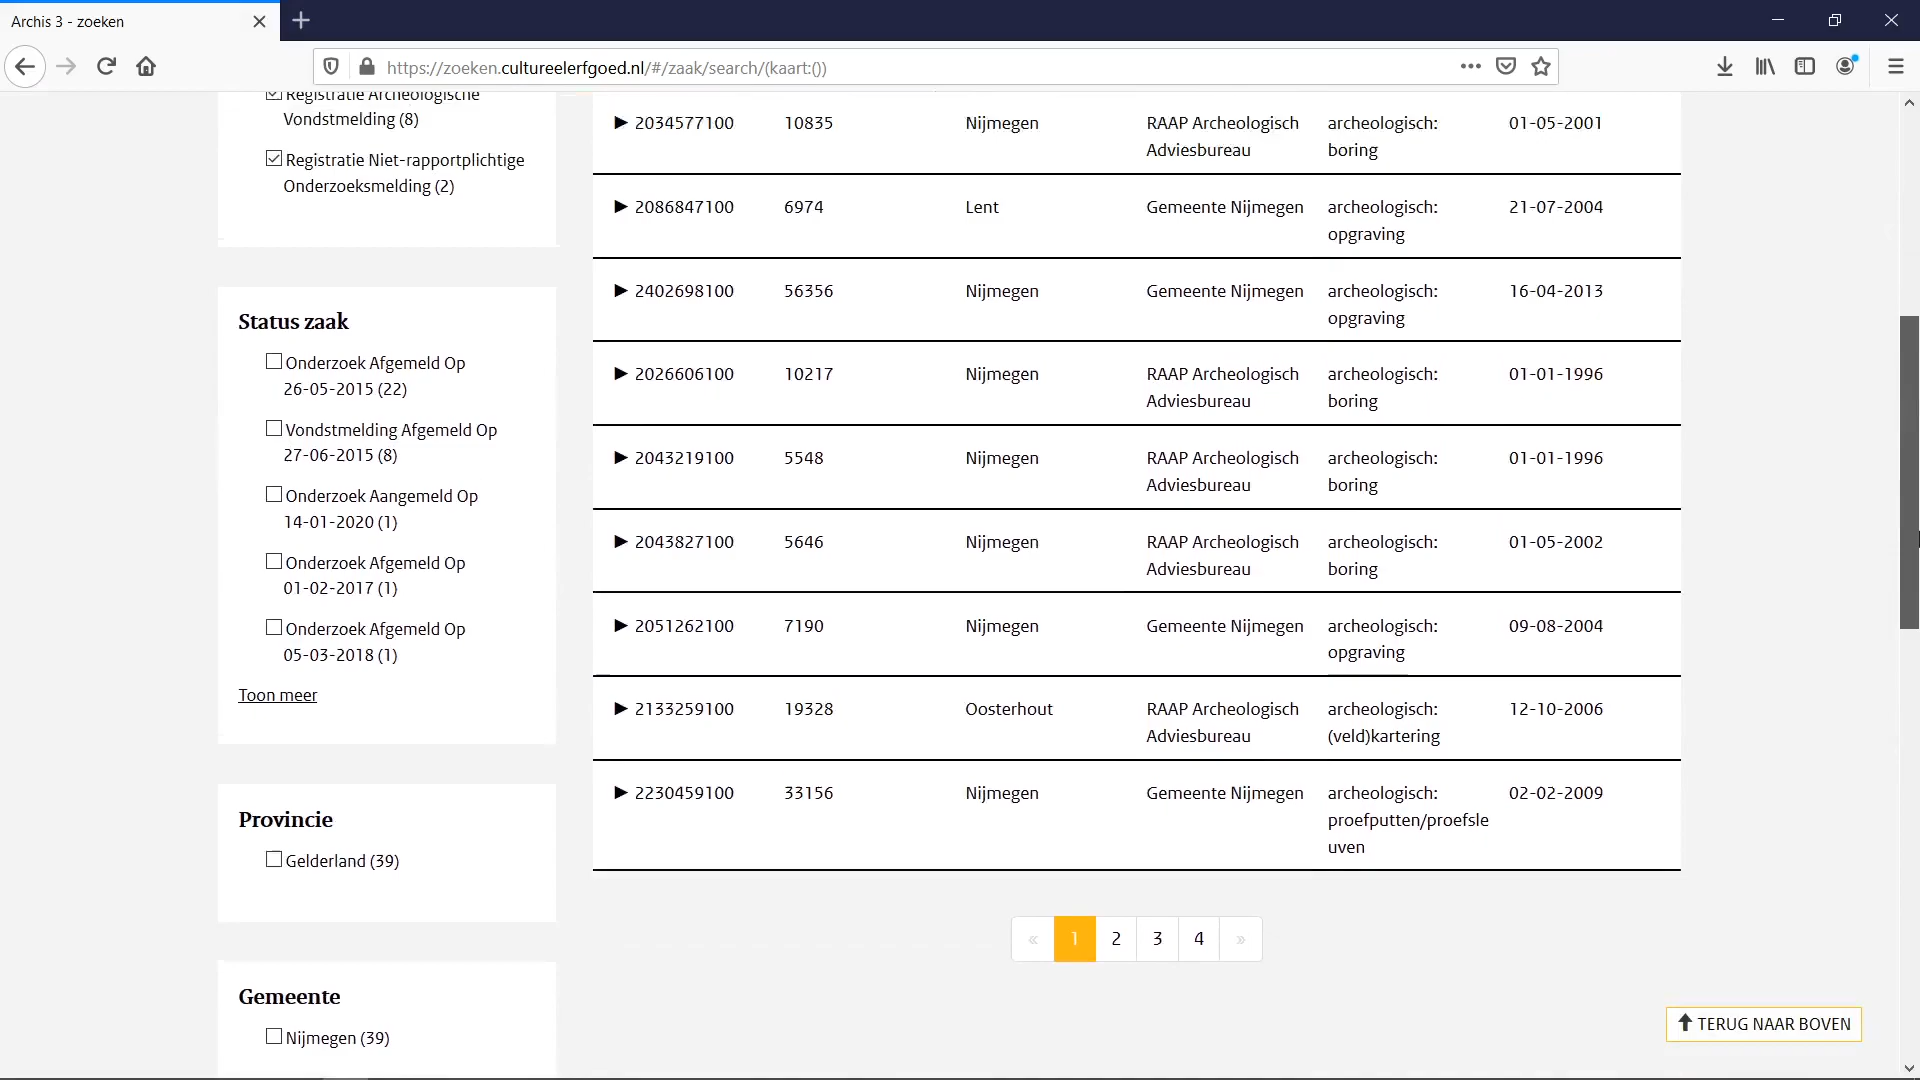 Archis 3 - zoeken
https://zoeken.cultureelerfgoed.nl/#/zaak/search/(kaart:())
Registratie Archeologische
Vondstmelding (8)
Registratie Niet-rapportplichtige
Onderzoeksmelding (2)
Status zaak
Onderzoek Afgemeld Op
26-05-2015 (22)
Vondstmelding Afgemeld Op
27-06-2015 (8)
Onderzoek Aangemeld Op
14-01-2020 (1)
Onderzoek Afgemeld Op
01-02-2017 (1)
Onderzoek Afgemeld Op
05-03-2018 (1)
Toon meer
Provincie
Gelderland (39)
Gemeente
Nijmegen (39)
2034577100 10835 Nijmegen RAAP Archeologisch archeologisch: 01-05-2001
Adviesbureau boring
2086847100 6974 Lent Gemeente Nijmegen archeologisch: 21-07-2004
opgraving
2402698100 56356 Nijmegen Gemeente Nijmegen archeologisch: 16-04-2013
opgraving
2026606100 10217 Nijmegen RAAP Archeologisch archeologisch: 01-01-1996
Adviesbureau boring
2043219100 5548 Nijmegen RAAP Archeologisch archeologisch: 01-01-1996
Adviesbureau boring
2043827100 5646 Nijmegen RAAP Archeologisch archeologisch: 01-05-2002
Adviesbureau boring
2051262100 7190 Nijmegen Gemeente Nijmegen archeologisch: 09-08-2004
opgraving
2133259100 19328 Oosterhout RAAP Archeologisch archeologisch: 12-10-2006
Adviesbureau (veld)kartering
2230459100 33156 Nijmegen Gemeente Nijmegen archeologisch: 02-02-2009
proefputten/proefsle
uven
« 1 2 3 4 »
TERUG NAAR BOVEN